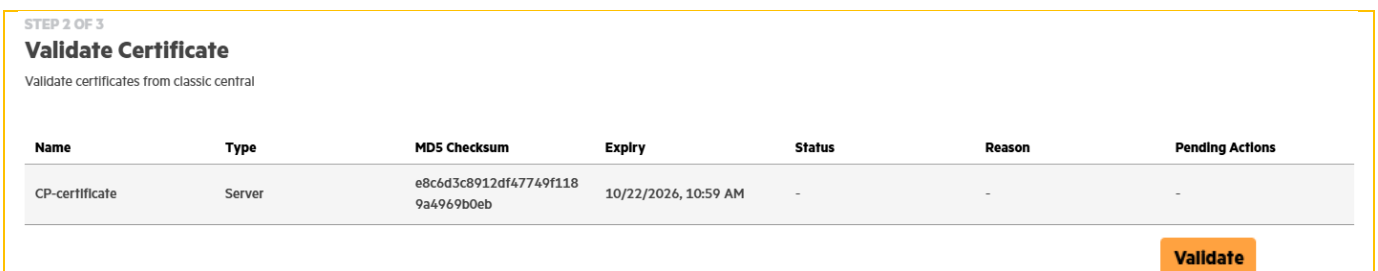 STEP 2 OF 3
Validate Certificate
Validate certificates from classic central
Name Type MD5 Checksum Expiry Status Reason Pending Actions
CP-certificate Server e8c6d3c8912df47749f118 10/22/2026, 10:59 AM - - -
9a4969b0eb
Validate